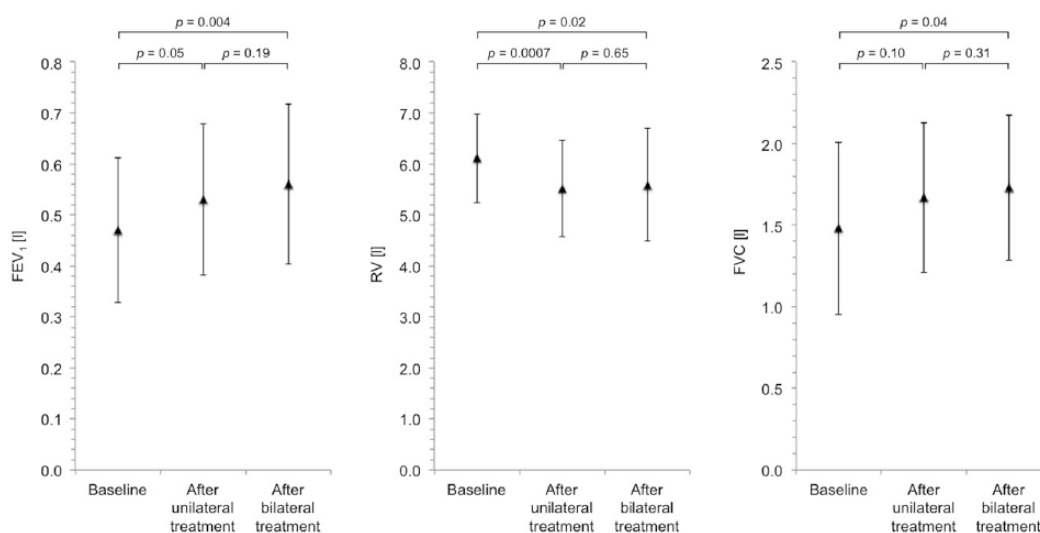 p = 0.004
p = 0.05
p = 0.19
0.8
0.7
0.6
0.5
0.4
0.3
0.2
0.1
0.0
FEV1 [l]
Baseline
After
unilateral
treatment
After
bilateral
treatment
p = 0.02
p = 0.0007
p = 0.65
8.0
7.0
6.0
5.0
4.0
3.0
2.0
1.0
0.0
RV [l]
Baseline
After
unilateral
treatment
After
bilateral
treatment
p = 0.04
p = 0.10
p = 0.31
2.5
2.0
1.5
1.0
0.5
0.0
FVC [l]
Baseline
After
unilateral
treatment
After
bilateral
treatment